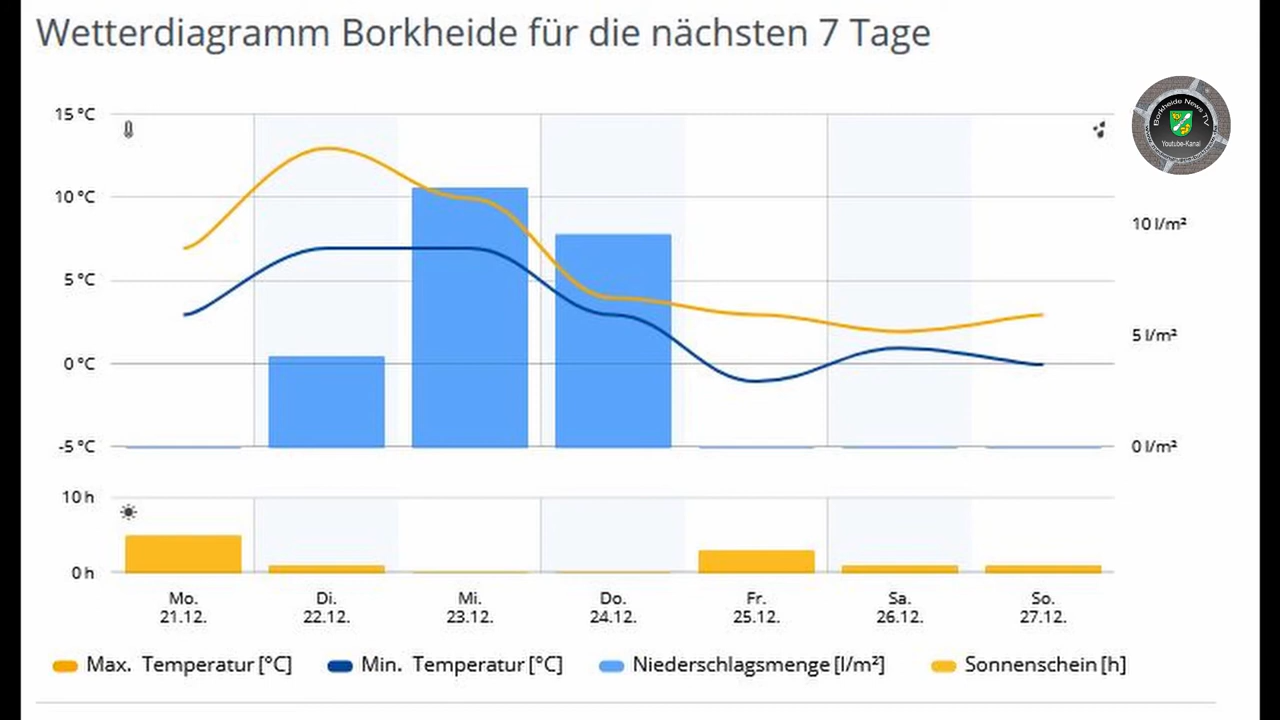 Wetterdiagramm Borkheide für die nächsten 7 Tage
15 °C
10 °C
5 °C
0 °C
-5 °C
10 l/m²
5 l/m²
0 l/m²
Borkheide News TV
Youtube-Kanal
10 h
0 h
Mo. Di. Mi. Do. Fr. Sa. So.
21.12. 22.12. 23.12. 24.12. 25.12. 26.12. 27.12.
Max. Temperatur [°C] Min. Temperatur [°C] Niederschlagsmenge [l/m²] Sonnenschein [h]